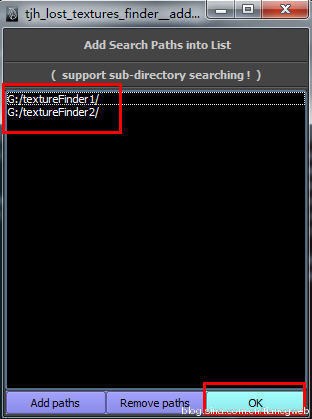 tjh_lost_textures_finder__add...
Add Search Paths into List
( support sub-directory searching! )
G:/textureFinder1/
G:/textureFinder2/
Add paths
Remove paths
OK